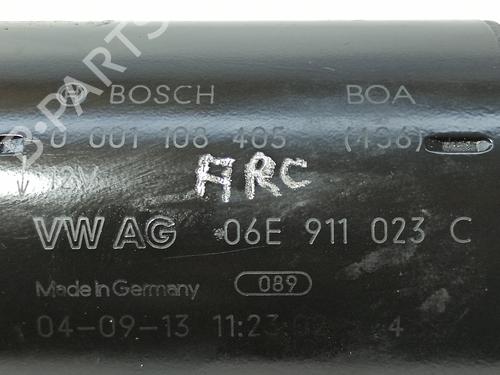 BOSCH BOA
0 001 108 405 (136)
12V ARC
VW AG 06E 911 023 C
Made in Germany 089
04-09-13 11:23:02 4